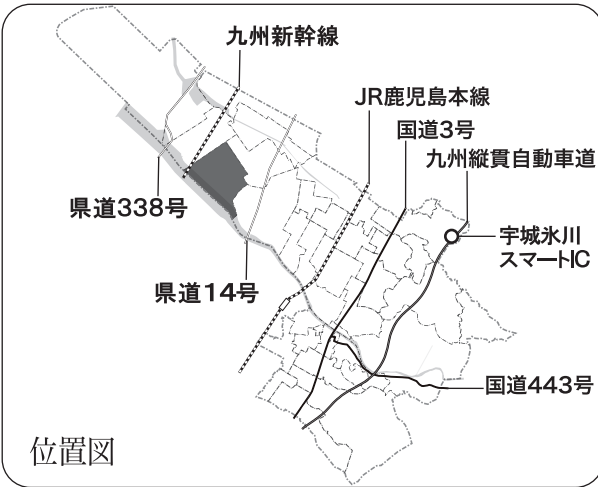 九州新幹線
JR鹿児島本線
国道3号
九州縦貫自動車道
県道338号
宇城氷川
スマートIC
県道14号
国道443号
位置図